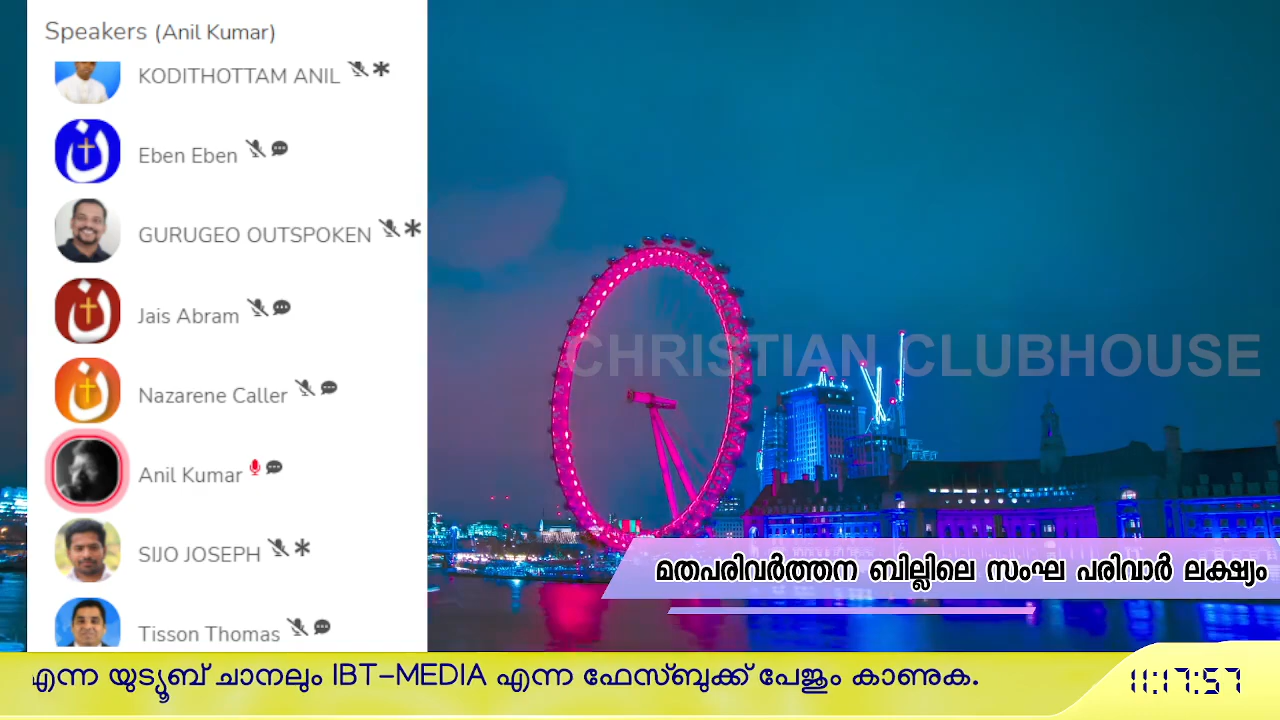 Speakers (Anil Kumar)
KODITHOTTAM ANIL
Eben Eben
GURUGEO OUTSPOKEN
Jais Abram
Nazarene Caller
Anil Kumar
SIJO JOSEPH
Tisson Thomas
CHRISTIAN CLUBHOUSE
മതപരിവർത്തന ബില്ലിലെ സംഘ പരിവാർ ലക്ഷ്യം
എന്ന യുട്യൂബ് ചാനലും IBT-MEDIA എന്ന ഫേസ്ബുക്ക് പേജും കാണുക.
11:17:57